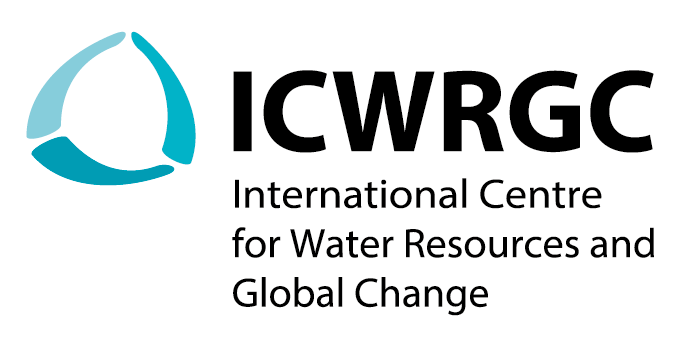 ICWRGC
International Centre
for Water Resources and
Global Change